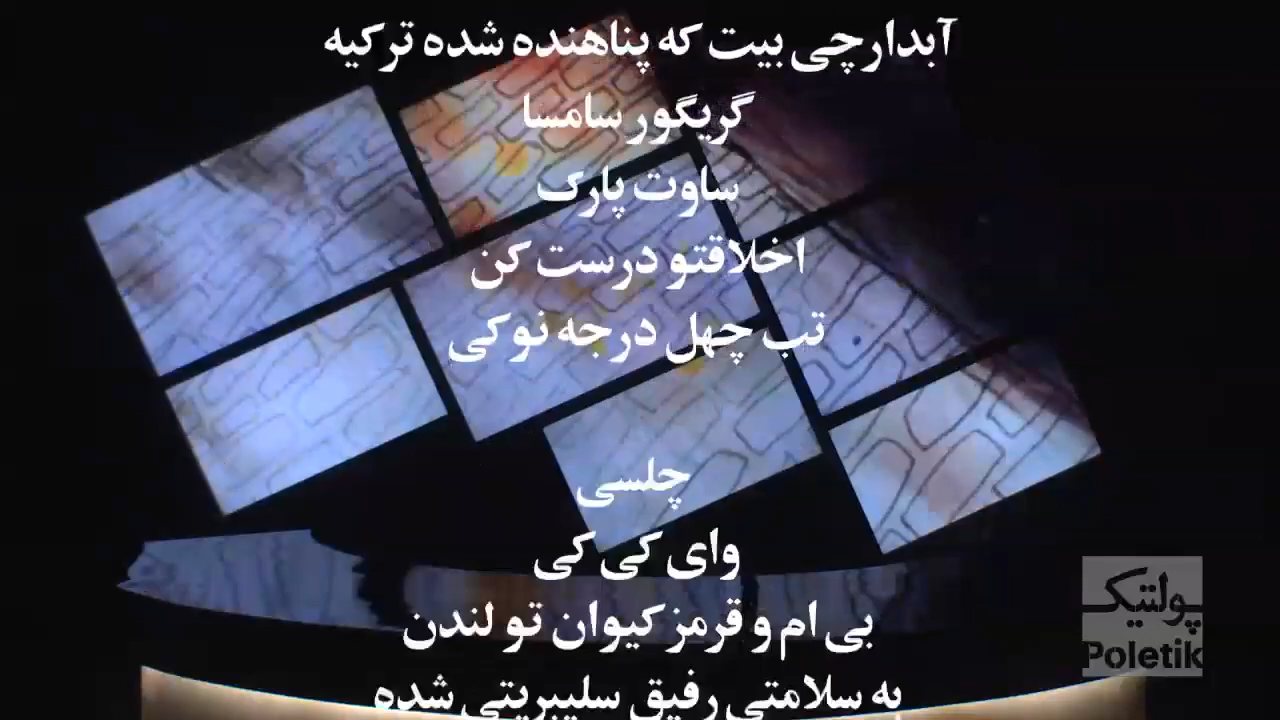 آبدارچی بیت که پناهنده شده ترکیه
گریگور سامسا
ساوت پارک
اخلاقتو درست کن
تب چهل درجه نوکی
چلسی
وای کی کی
بی ام و قرمز کیوان تو لندن
به سلامتی رفیق سلیبریتی شده
پولتیک
Poletik